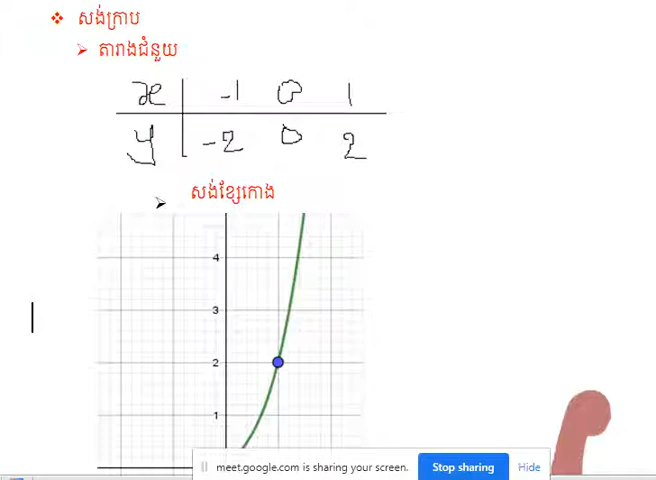 ❖ សង់ក្រាប
➢ តារាងជំនួយ
x | -1 0 1
y | -2 0 2
➢ សង់ខ្សែកោង
4
3
2
1
meet.google.com is sharing your screen. Stop sharing Hide